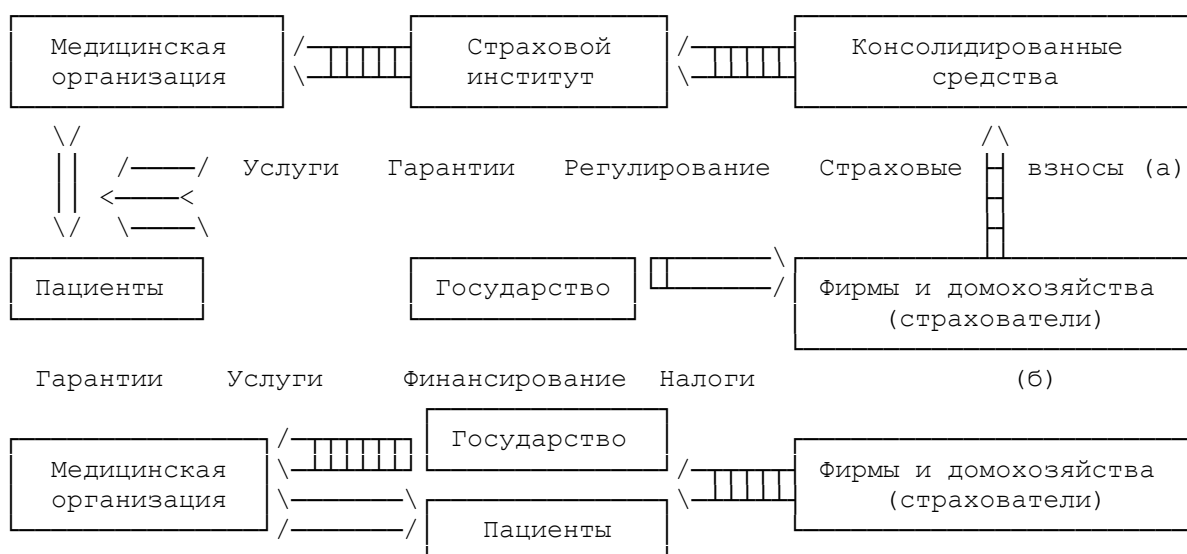 Медицинская организация
Страховой институт
Консолидированные средства
Услуги Гарантии Регулирование Страховые взносы (а)
Пациенты
Государство
Фирмы и домохозяйства (страхователи)
Гарантии Услуги Финансирование Налоги (б)
Государство
Медицинская организация
Фирмы и домохозяйства (страхователи)
Пациенты